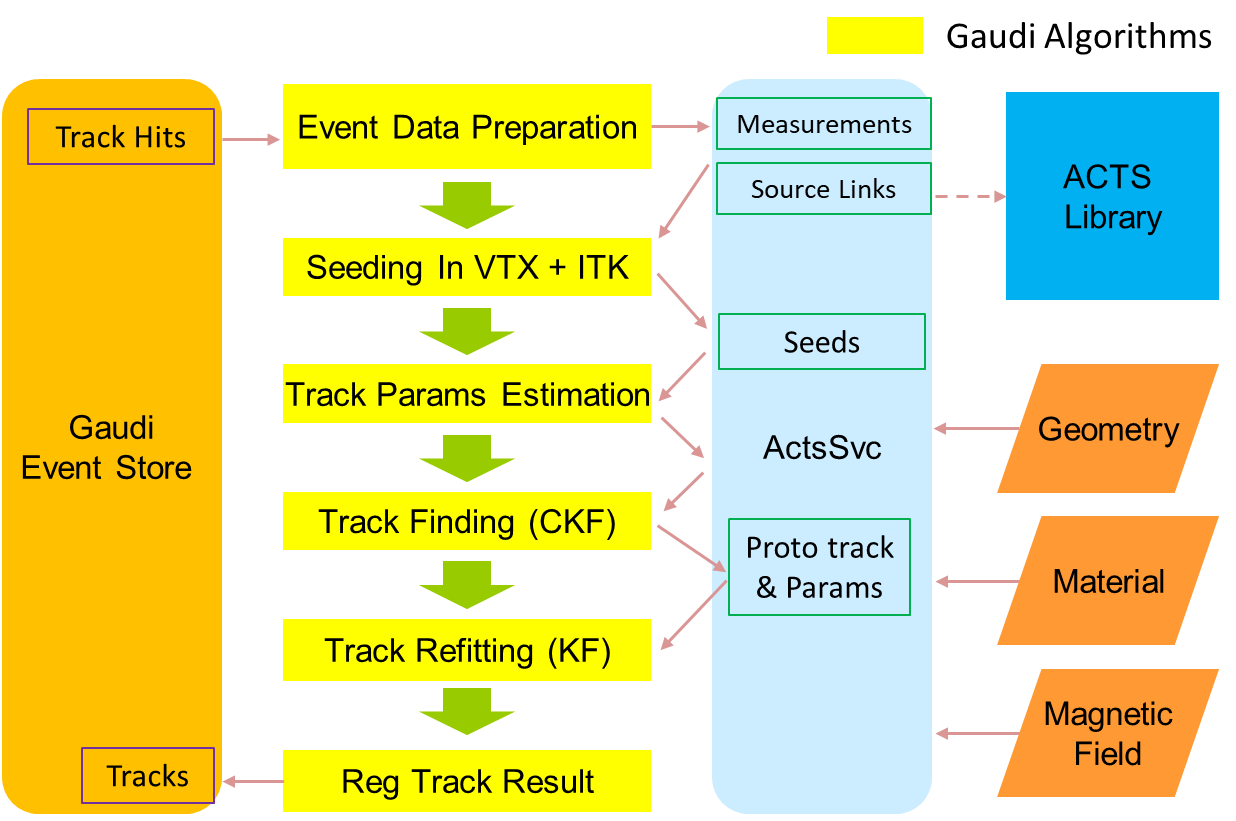 Gaudi Algorithms
Track Hits
Event Data Preparation
Measurements
Source Links
ACTS
Library
Seeding In VTX + ITK
Seeds
Track Params Estimation
Gaudi
Event Store
ActsSvc
Geometry
Track Finding (CKF)
Proto track
& Params
Material
Track Refitting (KF)
Magnetic
Field
Tracks
Reg Track Result